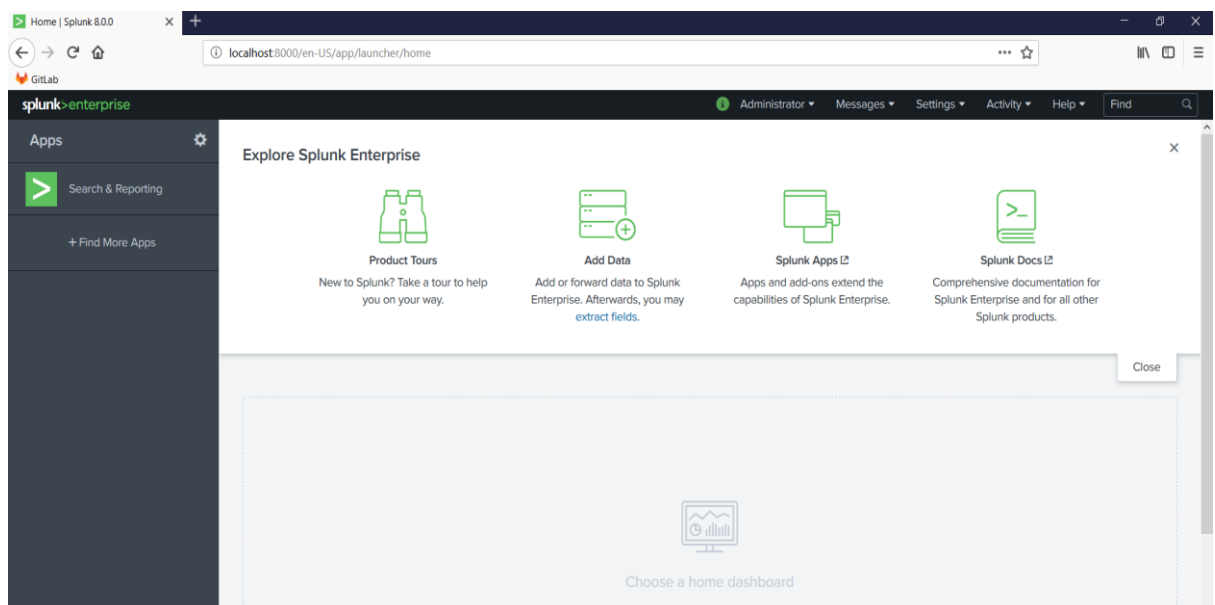 Home | Splunk 8.0.0
localhost:8000/en-US/app/launcher/home
GitLab
splunk>enterprise
Administrator Messages Settings Activity Help Find
Apps
Search & Reporting
+ Find More Apps
Explore Splunk Enterprise
Product Tours
New to Splunk? Take a tour to help
you on your way.
Add Data
Add or forward data to Splunk
Enterprise. Afterwards, you may
extract fields.
Splunk Apps
Apps and add-ons extend the
capabilities of Splunk Enterprise.
Splunk Docs
Comprehensive documentation for
Splunk Enterprise and for all other
Splunk products.
Close
Choose a home dashboard